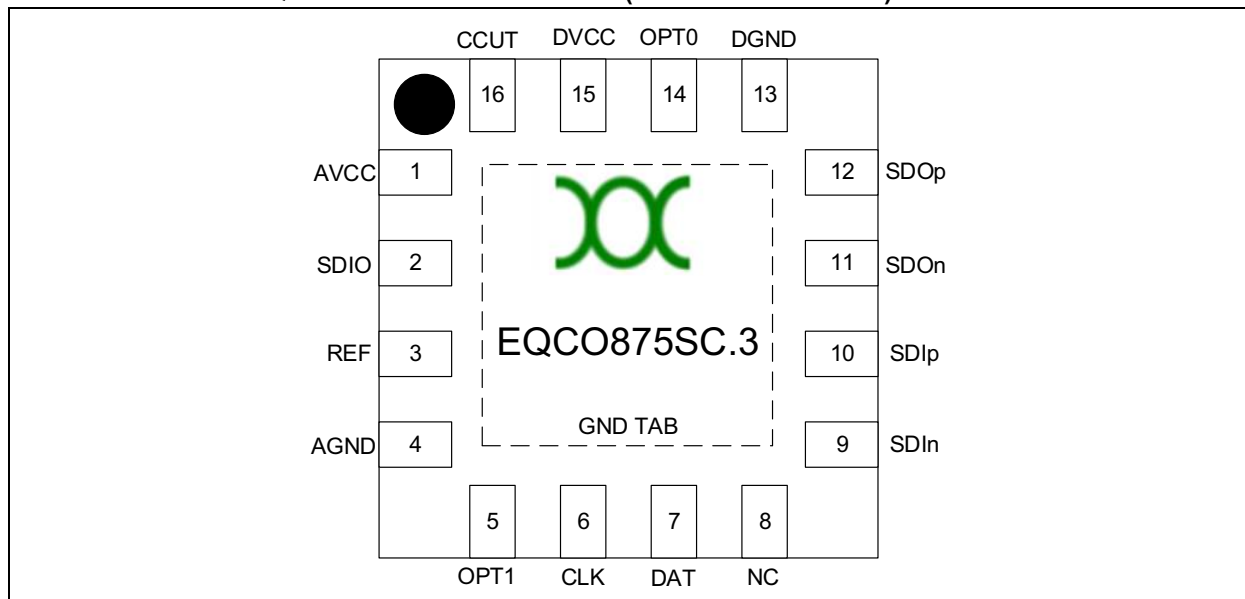 CCUT DVCC OPT0 DGND
16 15 14 13
AVCC 1 12 SDOp
SDIO 2 11 SDOn
EQCO875SC.3
REF 3 10 SDIp
GND TAB
AGND 4 9 SDIn
5 6 7 8
OPT1 CLK DAT NC